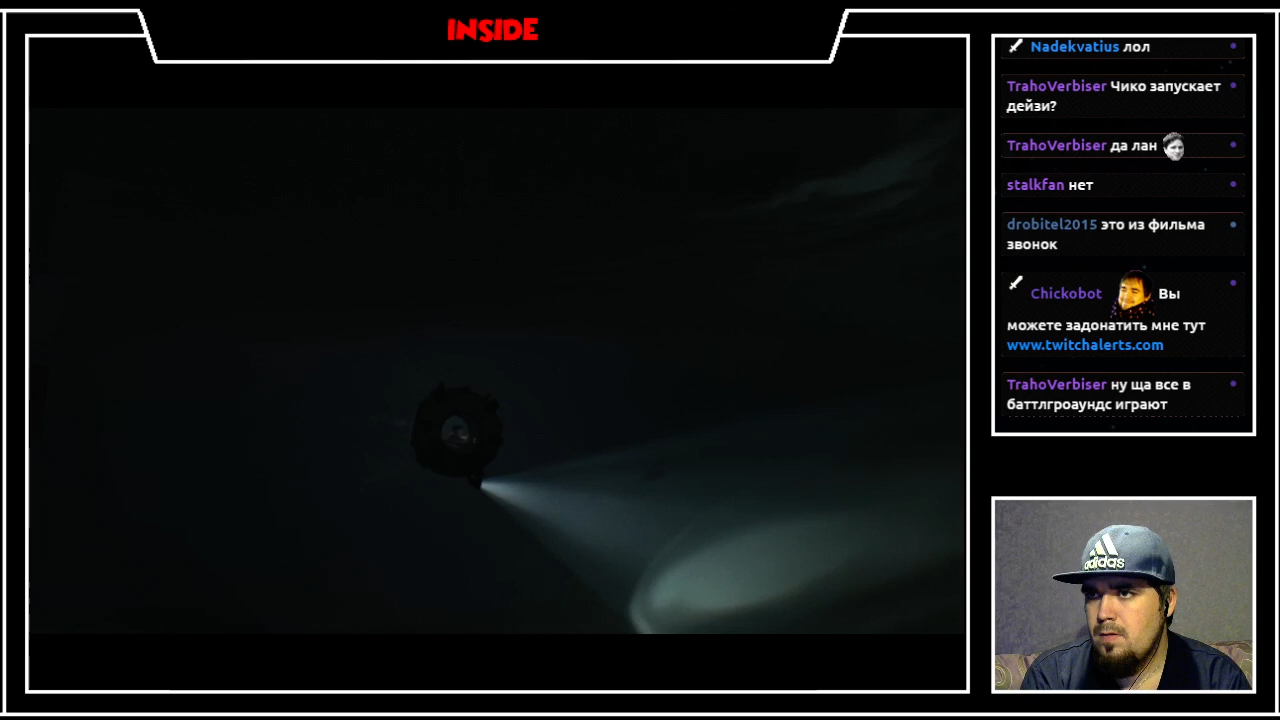 INSIDE
Nadekvatius лол
TrahoVerbiser Чико запускает
дейзи?
TrahoVerbiser да лан
stalkfan нет
drobitel2015 это из фильма
звонок
Chickobot Вы
можете задонатить мне тут
www.twitchalerts.com
TrahoVerbiser ну ща все в
баттлгроаундс играют
adidas